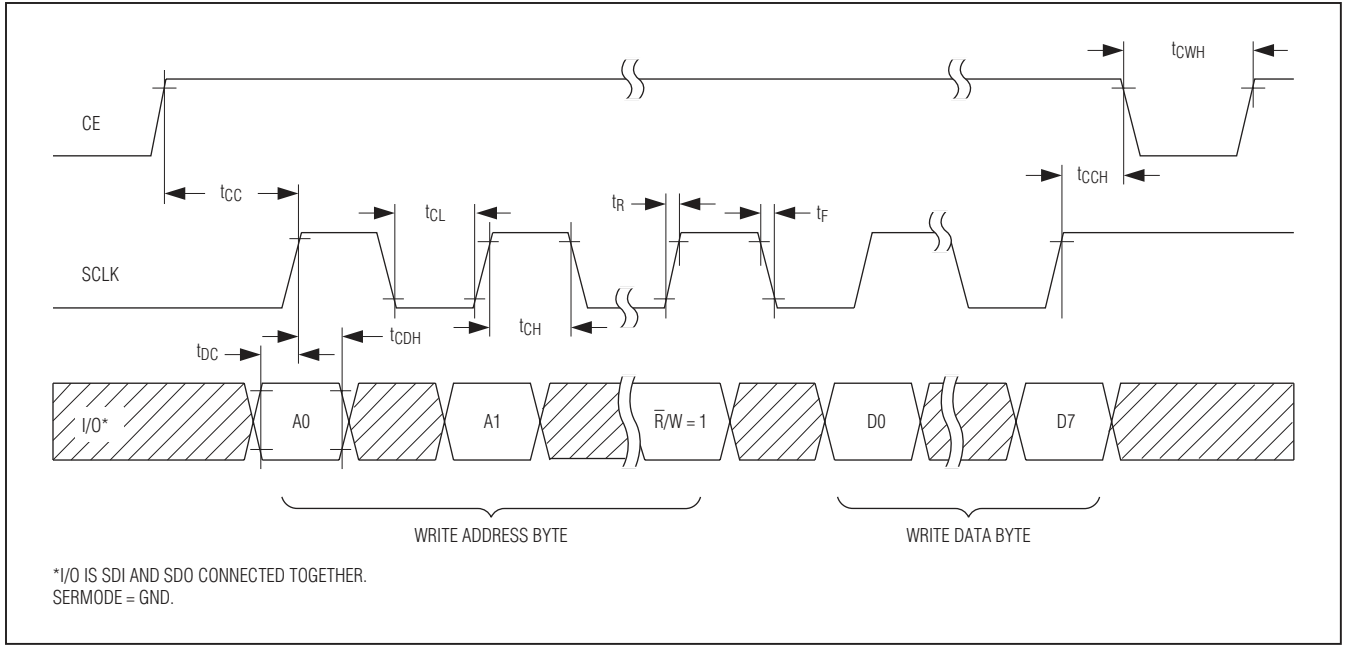 tCWH
CE
tCC
tCCH
tCL
tR
tF
SCLK
tCH
tCDH
tDC
I/O*
A0
A1
R̅/W = 1
D0
D7
WRITE ADDRESS BYTE
WRITE DATA BYTE
*I/O IS SDI AND SDO CONNECTED TOGETHER.
SERMODE = GND.